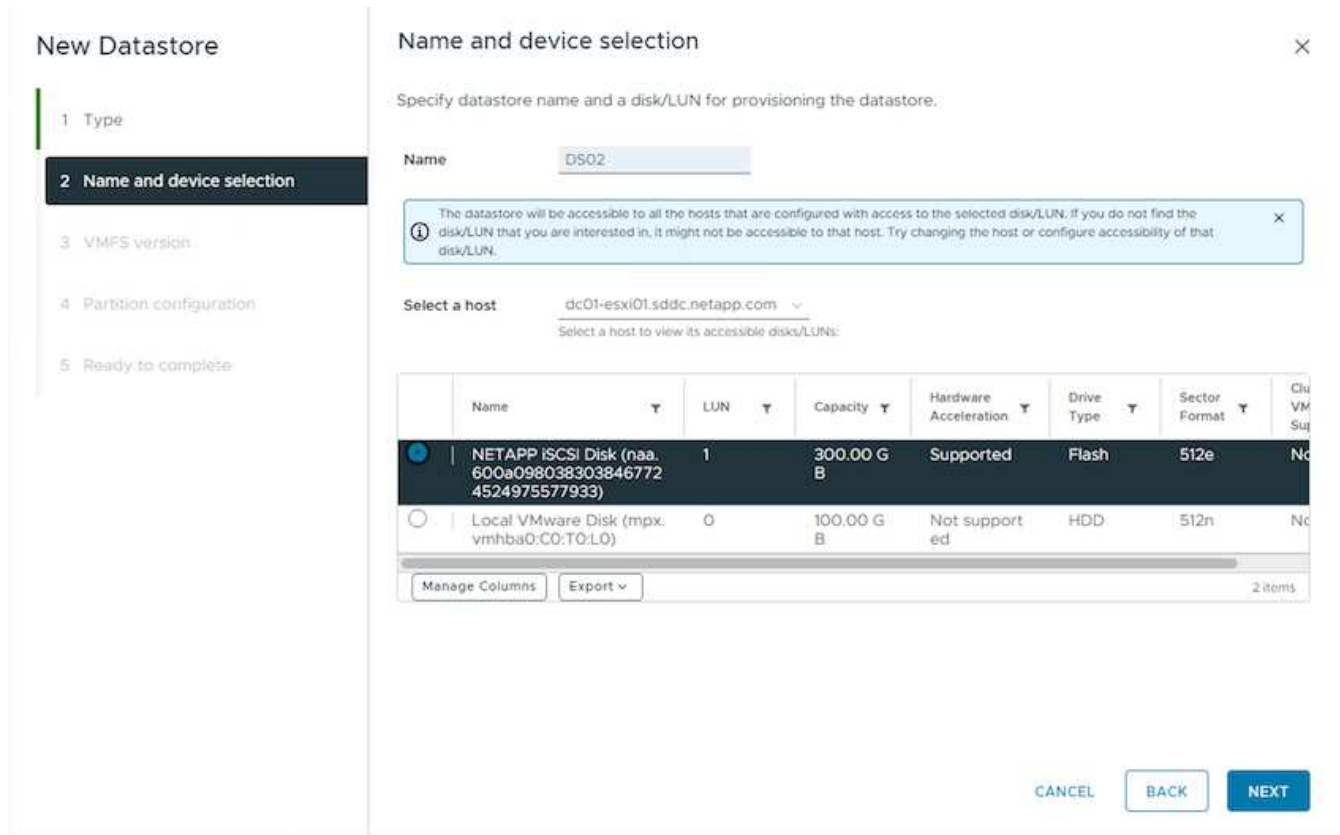 New Datastore
1 Type
2 Name and device selection
3 VMFS version
4 Partition configuration
5 Ready to complete
Name and device selection
Specify datastore name and a disk/LUN for provisioning the datastore.
Name DS02
The datastore will be accessible to all the hosts that are configured with access to the selected disk/LUN. If you do not find the
disk/LUN that you are interested in, it might not be accessible to that host. Try changing the host or configure accessibility of that
disk/LUN.
Select a host dc01-esxi01.sddc.netapp.com
Select a host to view its accessible disks/LUNs:
Name LUN Capacity Hardware Acceleration Drive Type Sector Format Clu VM Sup
NETAPP iSCSI Disk (naa. 1 300.00 G Supported Flash 512e No
600a098038303846772 B
4524975577933)
Local VMware Disk (mpx. 0 100.00 G Not support HDD 512n No
vmhba0:C0:T0:L0) B ed
Manage Columns Export 2 items
CANCEL BACK NEXT